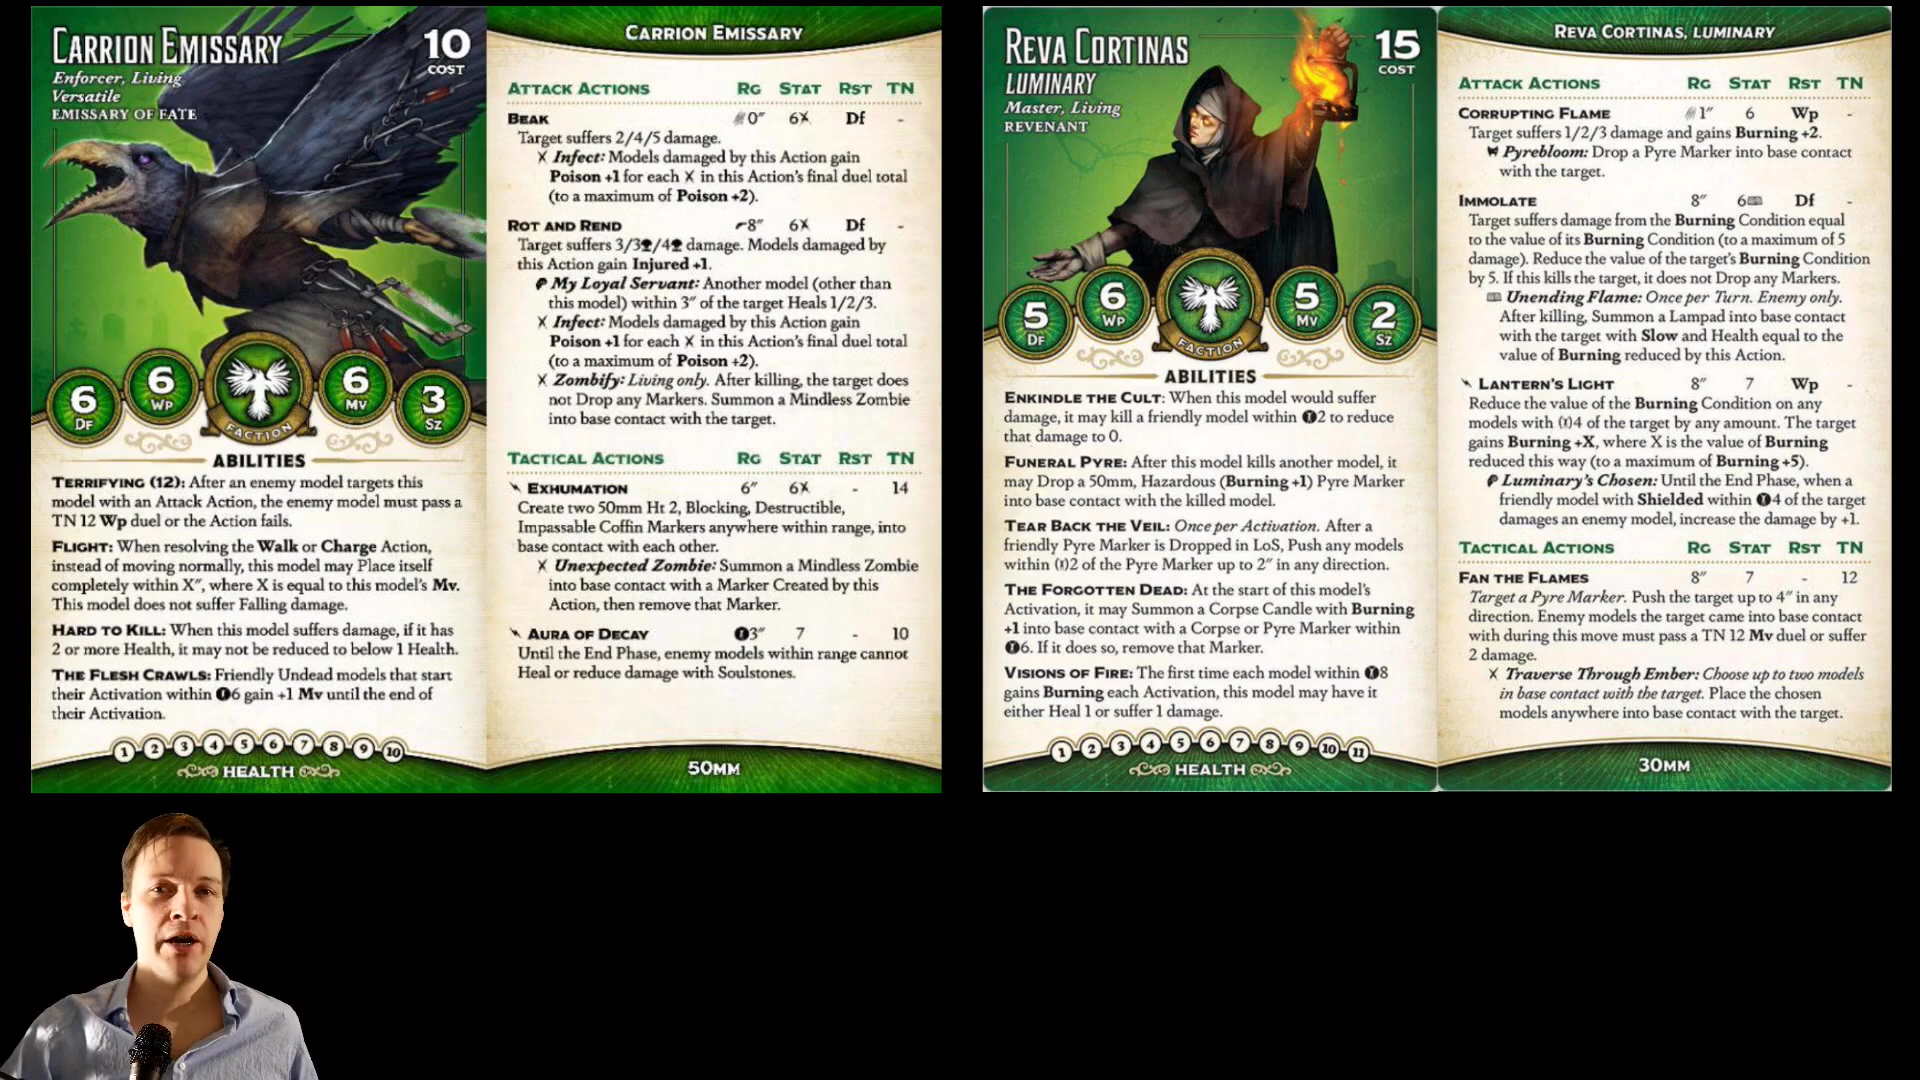 CARRION EMISSARY
10
COST
Enforcer, Living
Versatile
EMISSARY OF FATE
6
DF
6
WP
FACTION
6
MV
3
SZ
ABILITIES
TERRIFYING (12): After an enemy model targets this
model with an Attack Action, the enemy model must pass a
TN 12 Wp duel or the Action fails.
FLIGHT: When resolving the Walk or Charge Action,
instead of moving normally, this model may Place itself
completely within X", where X is equal to this model's Mv.
This model does not suffer Falling damage.
HARD TO KILL: When this model suffers damage, if it has
2 or more Health, it may not be reduced to below 1 Health.
THE FLESH CRAWLS: Friendly Undead models that start
their Activation within 6 gain +1 Mv until the end of
their Activation.
1 2 3 4 5 6 7 8 9 10
HEALTH
CARRION EMISSARY
ATTACK ACTIONS RG STAT RST TN
BEAK 0" 6 Df -
Target suffers 2/4/5 damage.
Infect: Models damaged by this Action gain
Poison +1 for each in this Action's final duel total
(to a maximum of Poison +2).
ROT AND REND 8" 6 Df -
Target suffers 3/3/4 damage. Models damaged by
this Action gain Injured +1.
My Loyal Servant: Another model (other than
this model) within 3" of the target Heals 1/2/3.
Infect: Models damaged by this Action gain
Poison +1 for each in this Action's final duel total
(to a maximum of Poison +2).
Zombify: Living only. After killing, the target does
not Drop any Markers. Summon a Mindless Zombie
into base contact with the target.
TACTICAL ACTIONS RG STAT RST TN
EXHUMATION 6" 6 - 14
Create two 50mm Ht 2, Blocking, Destructible,
Impassable Coffin Markers anywhere within range, into
base contact with each other.
Unexpected Zombie: Summon a Mindless Zombie
into base contact with a Marker Created by this
Action, then remove that Marker.
AURA OF DECAY 3" 7 - 10
Until the End Phase, enemy models within range cannot
Heal or reduce damage with Soulstones.
50MM
REVA CORTINAS
LUMINARY
15
COST
Master, Living
REVENANT
5
DF
6
WP
FACTION
5
MV
2
SZ
ABILITIES
ENKINDLE THE CULT: When this model would suffer
damage, it may kill a friendly model within 2 to reduce
that damage to 0.
FUNERAL PYRE: After this model kills another model, it
may Drop a 50mm, Hazardous (Burning +1) Pyre Marker
into base contact with the killed model.
TEAR BACK THE VEIL: Once per Activation. After a
friendly Pyre Marker is Dropped in LoS, Push any models
within 2 of the Pyre Marker up to 2" in any direction.
THE FORGOTTEN DEAD: At the start of this model's
Activation, it may Summon a Corpse Candle with Burning
+1 into base contact with a Corpse or Pyre Marker within
6. If it does so, remove that Marker.
VISIONS OF FIRE: The first time each model within 8
gains Burning each Activation, this model may have it
either Heal 1 or suffer 1 damage.
1 2 3 4 5 6 7 8 9 10 11
HEALTH
REVA CORTINAS, LUMINARY
ATTACK ACTIONS RG STAT RST TN
CORRUPTING FLAME 1" 6 Wp -
Target suffers 1/2/3 damage and gains Burning +2.
Pyrebloom: Drop a Pyre Marker into base contact
with the target.
IMMOLATE 8" 6 Df -
Target suffers damage from the Burning Condition equal
to the value of its Burning Condition (to a maximum of 5
damage). Reduce the value of the target's Burning Condition
by 5. If this kills the target, it does not Drop any Markers.
Unending Flame: Once per Turn. Enemy only.
After killing, Summon a Lampad into base contact
with the target with Slow and Health equal to the
value of Burning reduced by this Action.
LANTERN'S LIGHT 8" 7 Wp -
Reduce the value of the Burning Condition on any
models with 4 of the target by any amount. The target
gains Burning +X, where X is the value of Burning
reduced this way (to a maximum of Burning +5).
Luminary's Chosen: Until the End Phase, when a
friendly model with Shielded within 4 of the target
damages an enemy model, increase the damage by +1.
TACTICAL ACTIONS RG STAT RST TN
FAN THE FLAMES 8" 7 - 12
Target a Pyre Marker. Push the target up to 4" in any
direction. Enemy models the target came into base contact
with during this move must pass a TN 12 Mv duel or suffer
2 damage.
Traverse Through Ember: Choose up to two models
in base contact with the target. Place the chosen
models anywhere into base contact with the target.
30MM